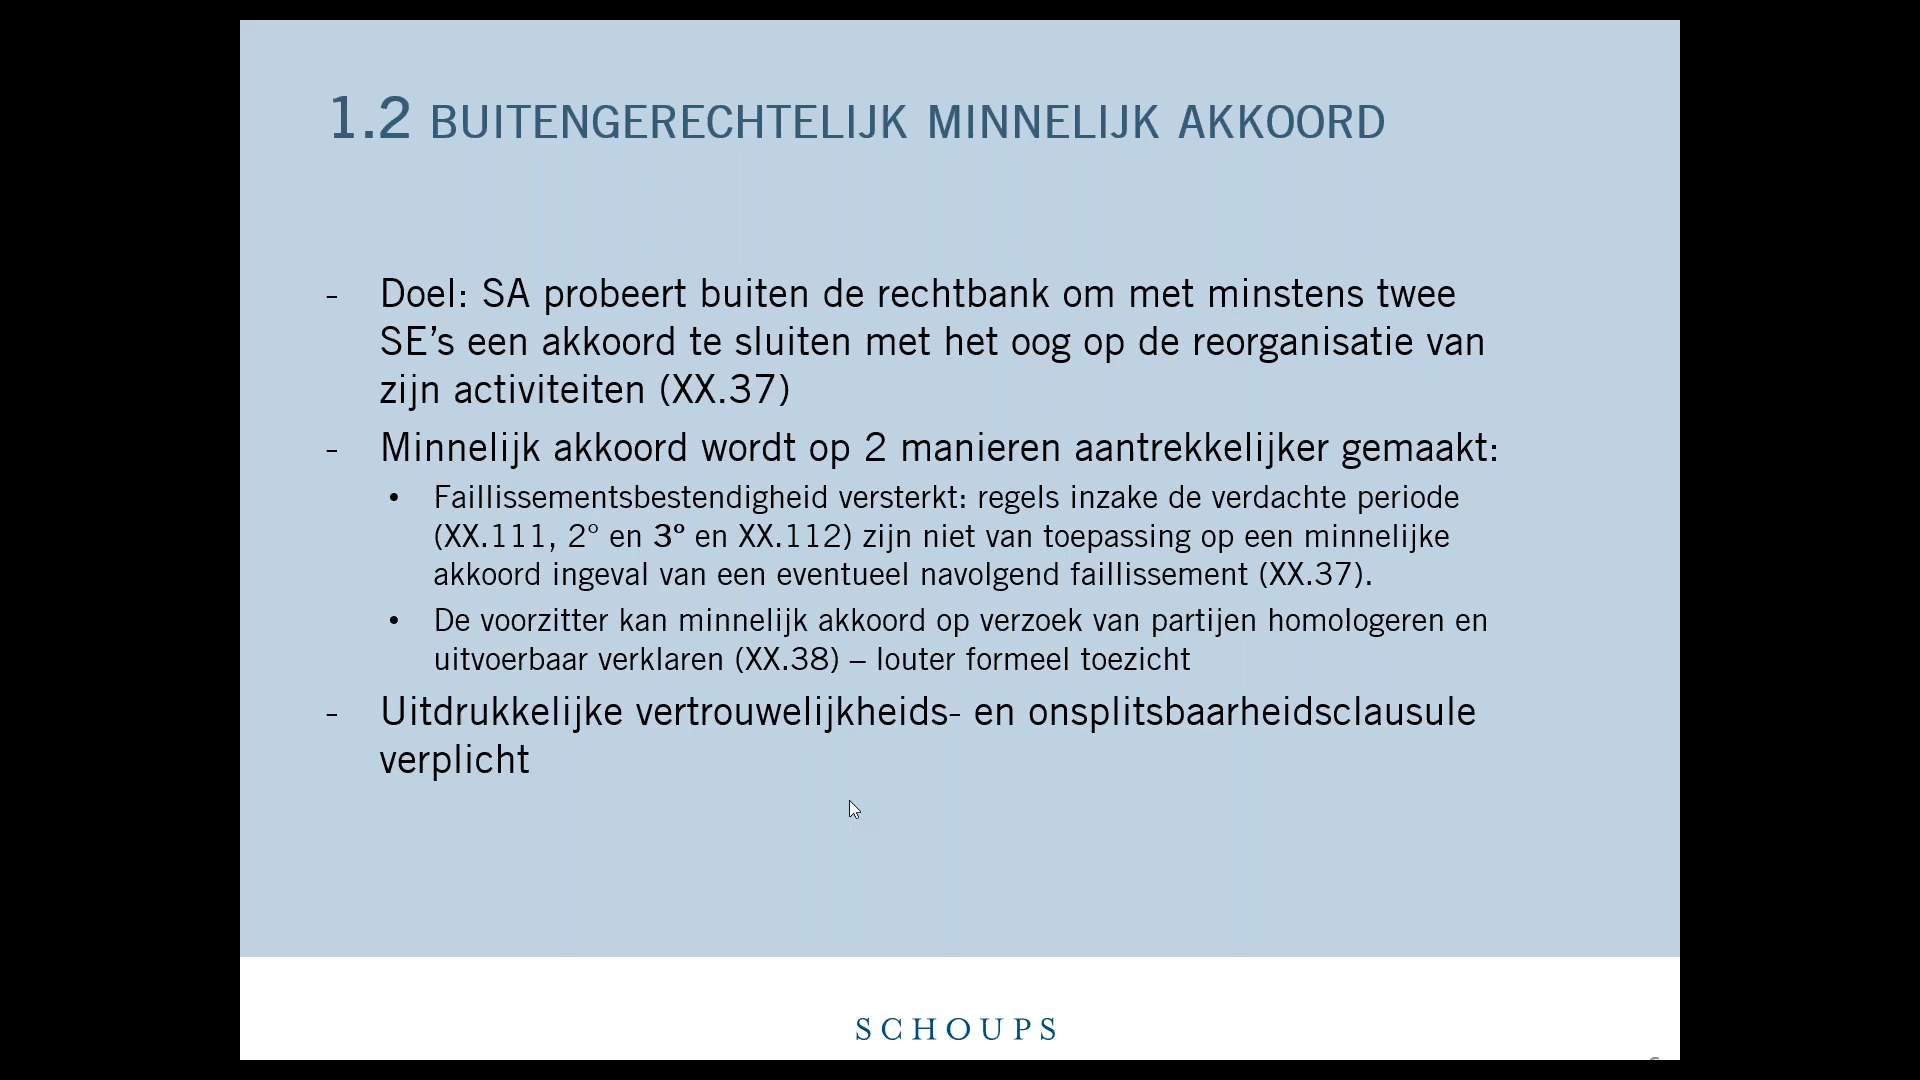 1.2 BUITENGERECHTELIJK MINNELIJK AKKOORD
- Doel: SA probeert buiten de rechtbank om met minstens twee
SE's een akkoord te sluiten met het oog op de reorganisatie van
zijn activiteiten (XX.37)
- Minnelijk akkoord wordt op 2 manieren aantrekkelijker gemaakt:
• Faillissementsbestendigheid versterkt: regels inzake de verdachte periode
(XX.111, 2° en 3° en XX.112) zijn niet van toepassing op een minnelijke
akkoord ingeval van een eventueel navolgend faillissement (XX.37).
• De voorzitter kan minnelijk akkoord op verzoek van partijen homologeren en
uitvoerbaar verklaren (XX.38) – louter formeel toezicht
- Uitdrukkelijke vertrouwelijkheids- en onsplitsbaarheidsclausule
verplicht
SCHOUPS